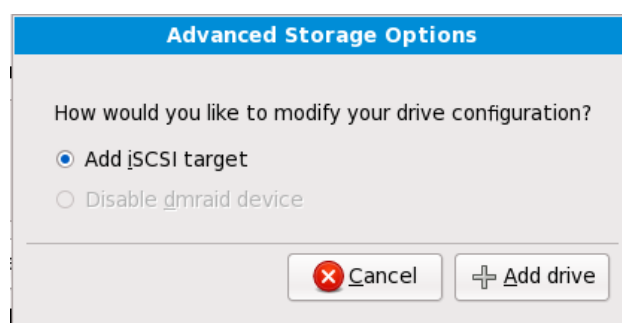 Advanced Storage Options
How would you like to modify your drive configuration?
Add iSCSI target
Disable dmraid device
Cancel
Add drive